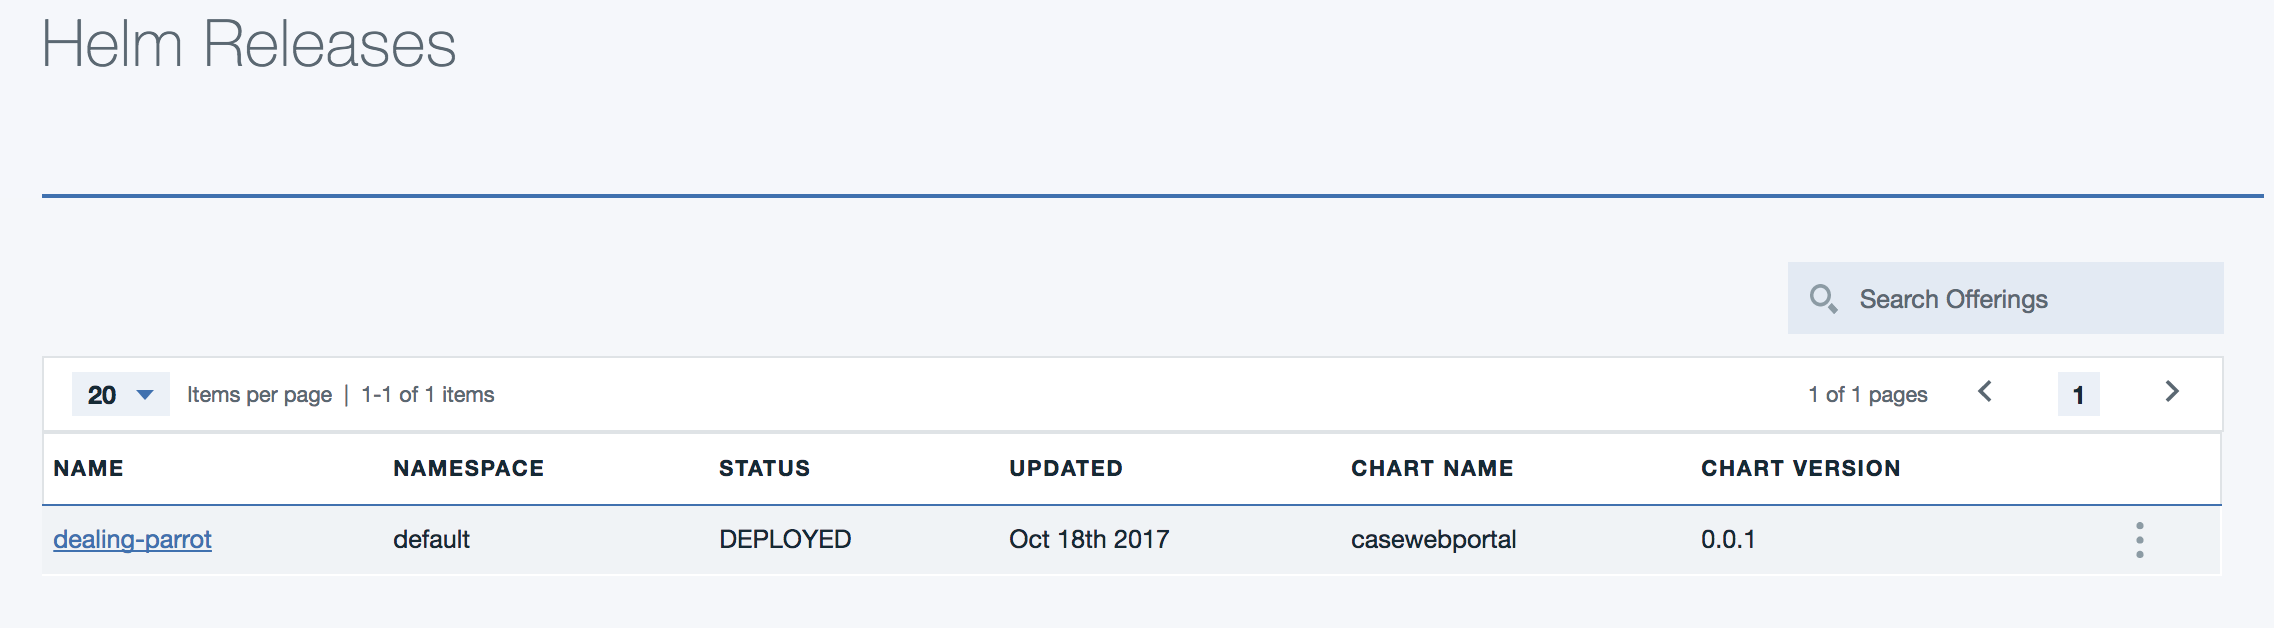 Helm Releases
Search Offerings
20 Items per page | 1-1 of 1 items 1 of 1 pages 1
NAME NAMESPACE STATUS UPDATED CHART NAME CHART VERSION
dealing-parrot default DEPLOYED Oct 18th 2017 casewebportal 0.0.1